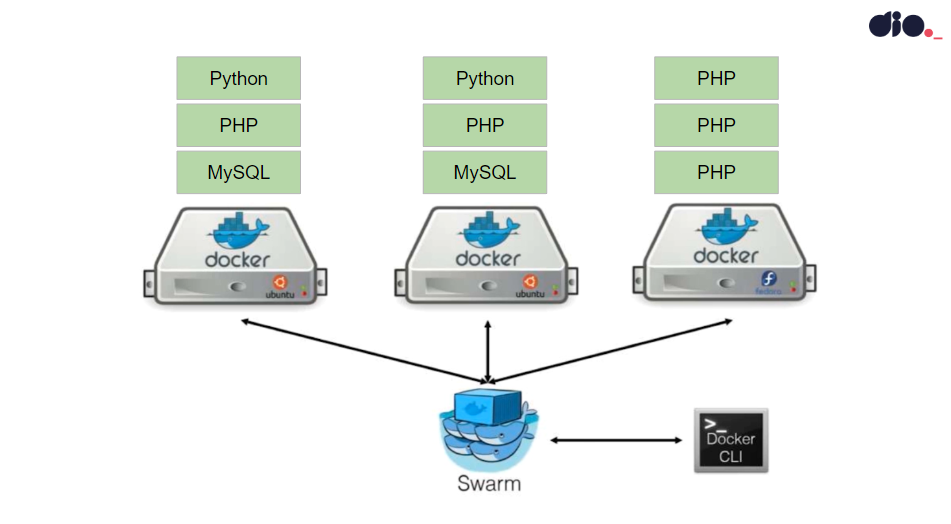 dio._
Python
Python
PHP
PHP
PHP
PHP
MySQL
MySQL
PHP
docker
docker
docker
ubuntu
ubuntu
fedora
>_
Docker
CLI
Swarm